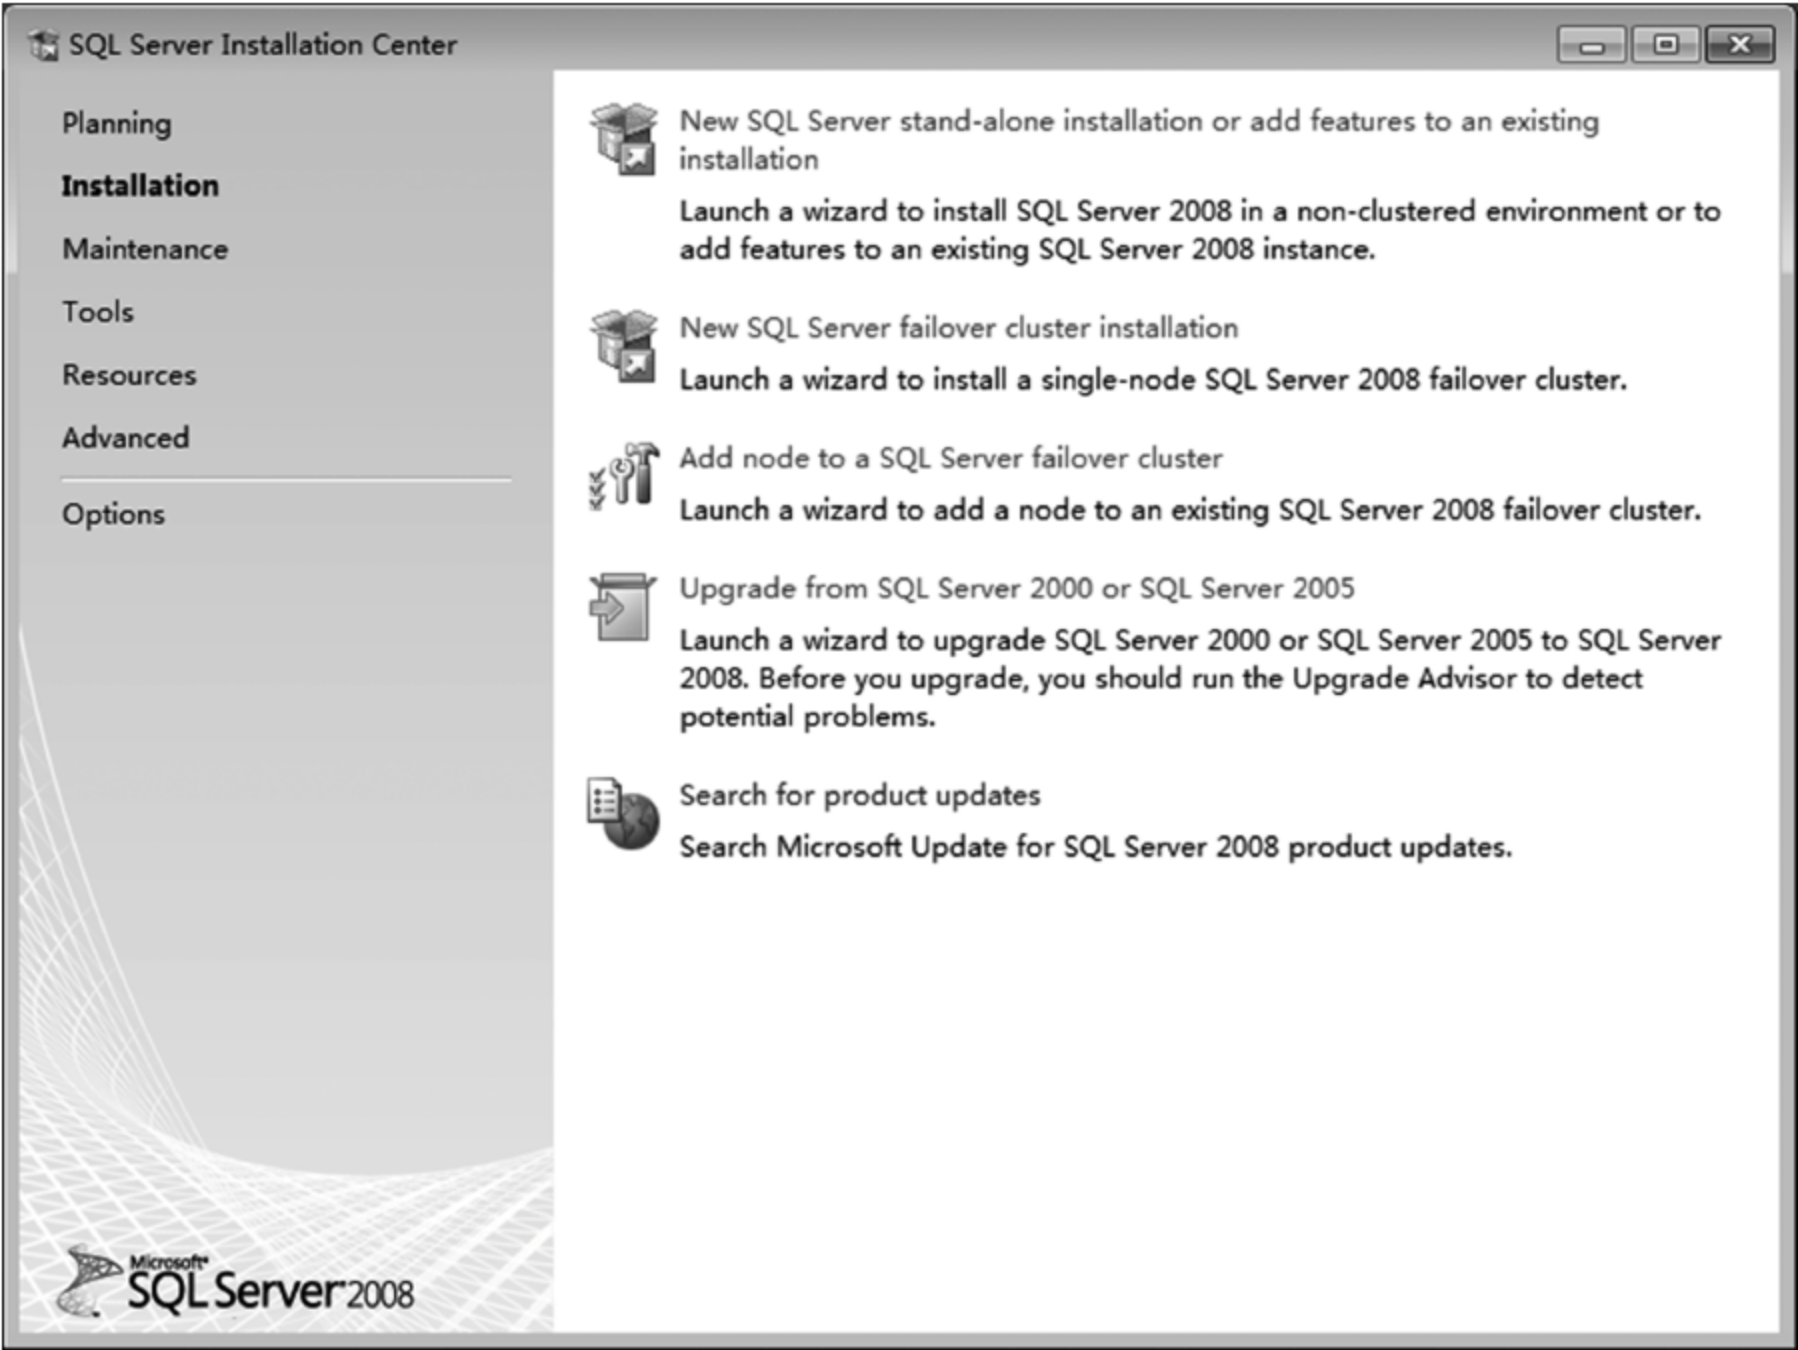 SQL Server Installation Center
Planning
Installation
Maintenance
Tools
Resources
Advanced
Options
New SQL Server stand-alone installation or add features to an existing
installation
Launch a wizard to install SQL Server 2008 in a non-clustered environment or to
add features to an existing SQL Server 2008 instance.
New SQL Server failover cluster installation
Launch a wizard to install a single-node SQL Server 2008 failover cluster.
Add node to a SQL Server failover cluster
Launch a wizard to add a node to an existing SQL Server 2008 failover cluster.
Upgrade from SQL Server 2000 or SQL Server 2005
Launch a wizard to upgrade SQL Server 2000 or SQL Server 2005 to SQL Server
2008. Before you upgrade, you should run the Upgrade Advisor to detect
potential problems.
Search for product updates
Search Microsoft Update for SQL Server 2008 product updates.
Microsoft®
SQL Server 2008